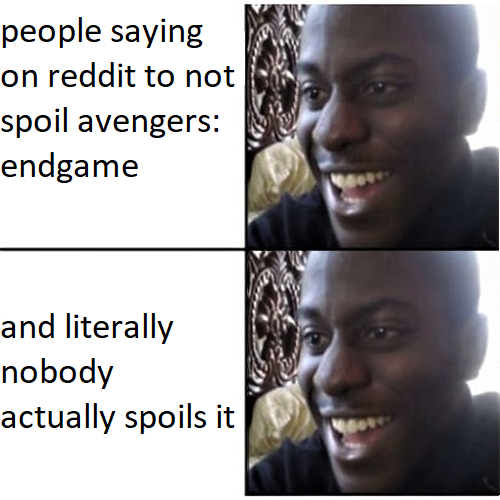 people saying
on reddit to not
spoil avengers:
endgame
and literally
nobody
actually spoils it